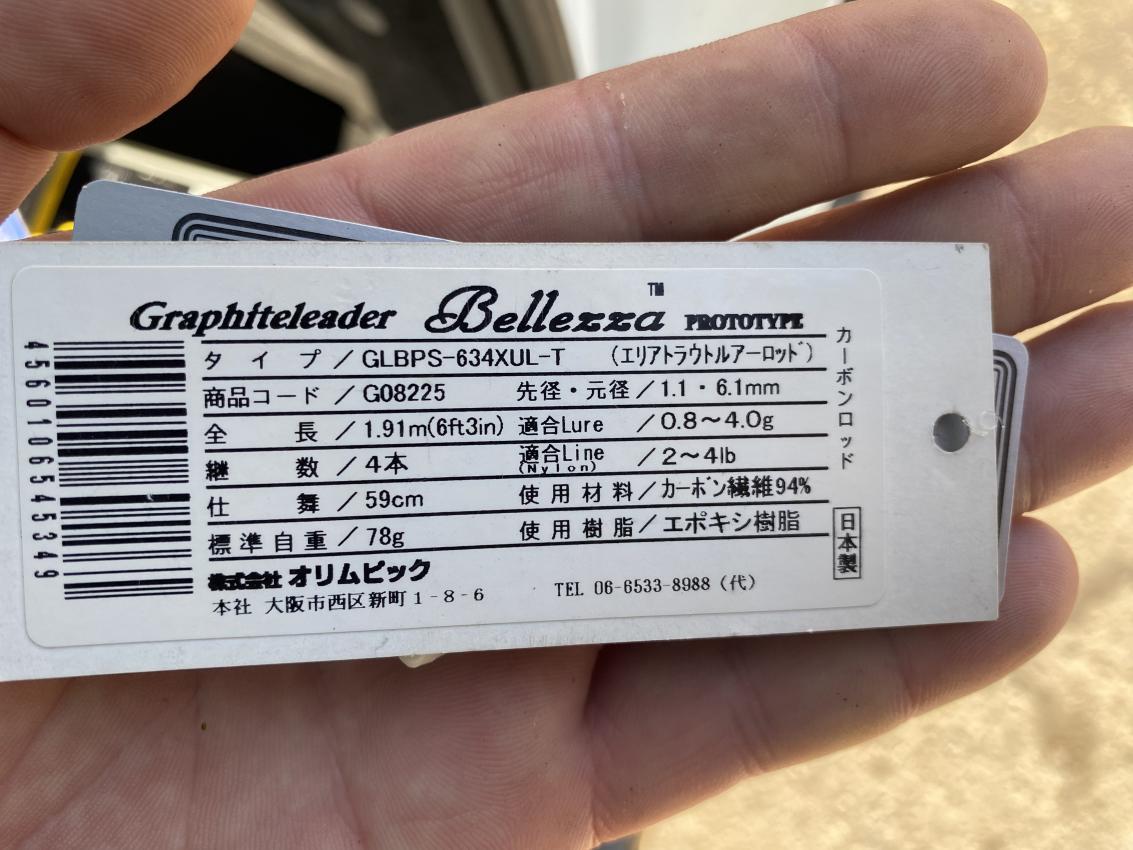 Graphiteleader Bellezza™ PROTOTYPE
タイプ/GLBPS-634XUL-T (エリアトラウトルアーロッド)
商品コード/G08225 先径・元径/1.1・6.1mm
全長/1.91m(6ft3in) 適合Lure/0.8～4.0g
継数/4本 適合Line(Nylon)/2～4lb
仕舞/59cm 使用材料/カーボン繊維94%
標準自重/78g 使用樹脂/エポキシ樹脂
株式会社 オリムピック
本社 大阪市西区新町1-8-6 TEL 06-6533-8988 (代)
カーボンロッド
日本製
4560106545349